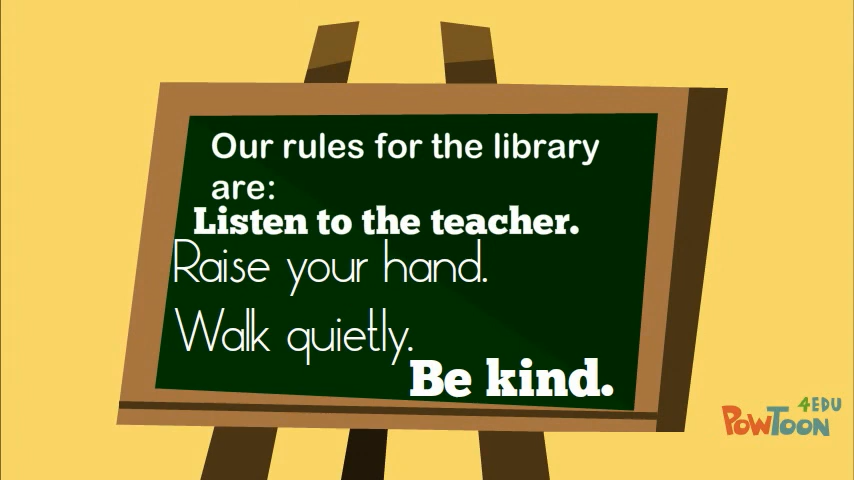 Our rules for the library
are:
Listen to the teacher.
Raise your hand.
Walk quietly.
Be kind.
4EDU
POWTOON